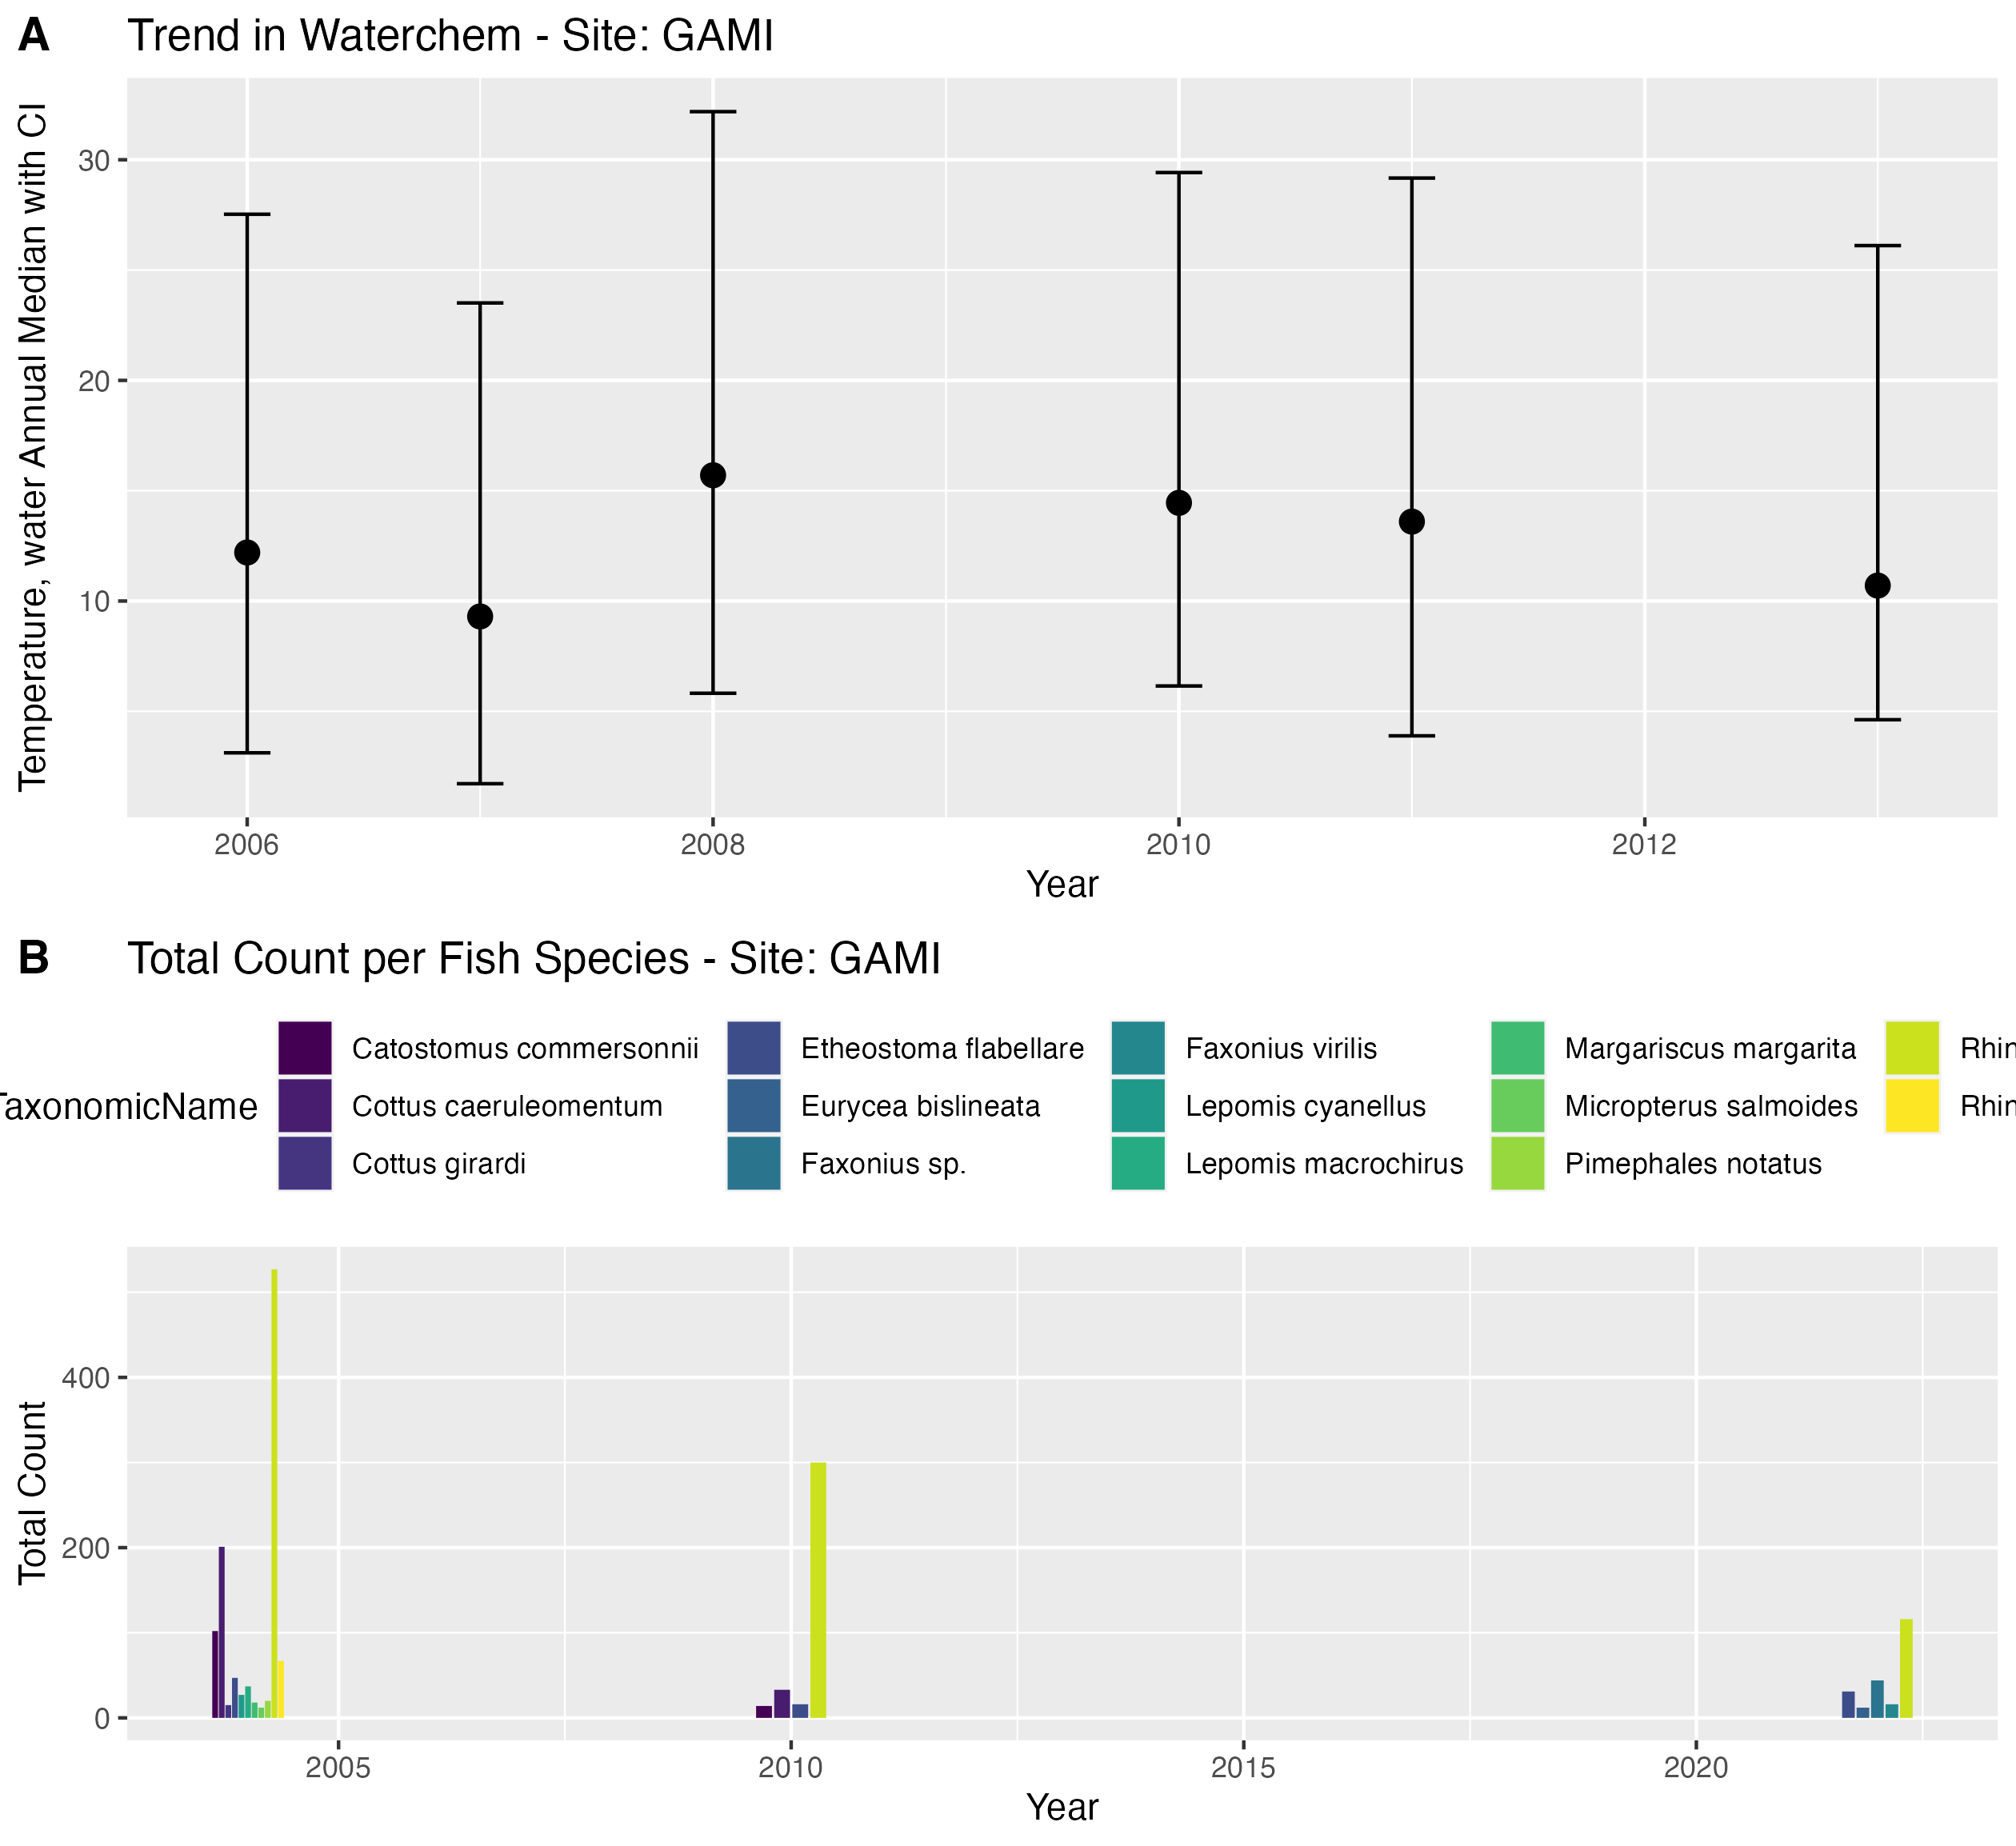 A Trend in Waterchem - Site: GAMI
Temperature, water Annual Median with CI
30
20
10
2006 2008 2010 2012
Year
B Total Count per Fish Species - Site: GAMI
TaxonomicName
Catostomus commersonnii Etheostoma flabellare Faxonius virilis Margariscus margarita Rhin
Cottus caeruleomentum Eurycea bislineata Lepomis cyanellus Micropterus salmoides Rhin
Cottus girardi Faxonius sp. Lepomis macrochirus Pimephales notatus
Total Count
400
200
0
2005 2010 2015 2020
Year